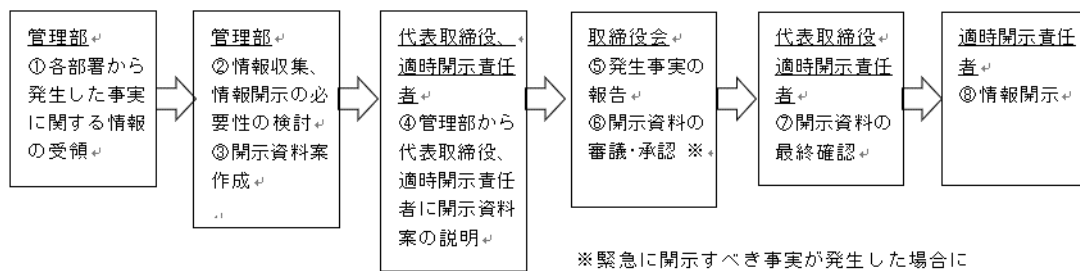 管理部
①各部署から
発生した事実
に関する情報
の受領
管理部
②情報収集、
情報開示の必
要性の検討
③開示資料案
作成
代表取締役、
適時開示責任
者
④管理部から
代表取締役、
適時開示責任
者に開示資料
案の説明
取締役会
⑤発生事実の
報告
⑥開示資料の
審議・承認 ※
代表取締役
適時開示責任
者
⑦開示資料の
最終確認
適時開示責任
者
⑧情報開示
※緊急に開示すべき事実が発生した場合に